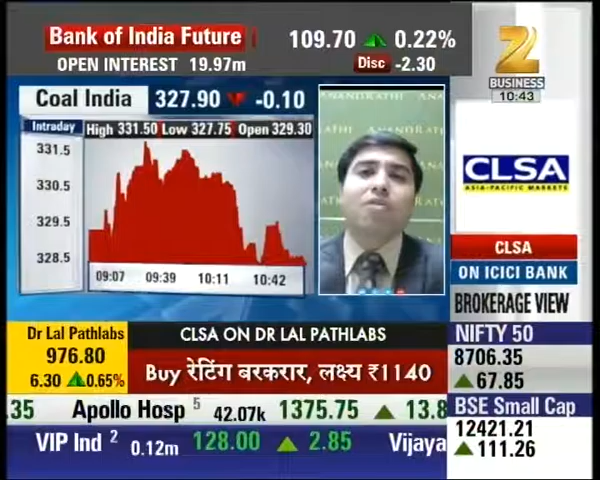 Bank of India Future 109.70 0.22%
OPEN INTEREST 19.97m Disc -2.30
Z
BUSINESS
10:43
Coal India 327.90 -0.10
Intraday High 331.50 Low 327.75 Open 329.30
331.5
330.5
329.5
328.5
09:07 09:39 10:11 10:42
ANANDRATHI
CLSA
ASIA-PACIFIC MARKETS
CLSA
ON ICICI BANK
BROKERAGE VIEW
Dr Lal Pathlabs
976.80
6.30 0.65%
CLSA ON DR LAL PATHLABS
Buy रेटिंग बरकरार, लक्ष्य ₹1140
NIFTY 50
8706.35
67.85
.35 Apollo Hosp 5 42.07k 1375.75 13.8
BSE Small Cap
12421.21
111.26
VIP Ind 2 0.12m 128.00 2.85 Vijaya